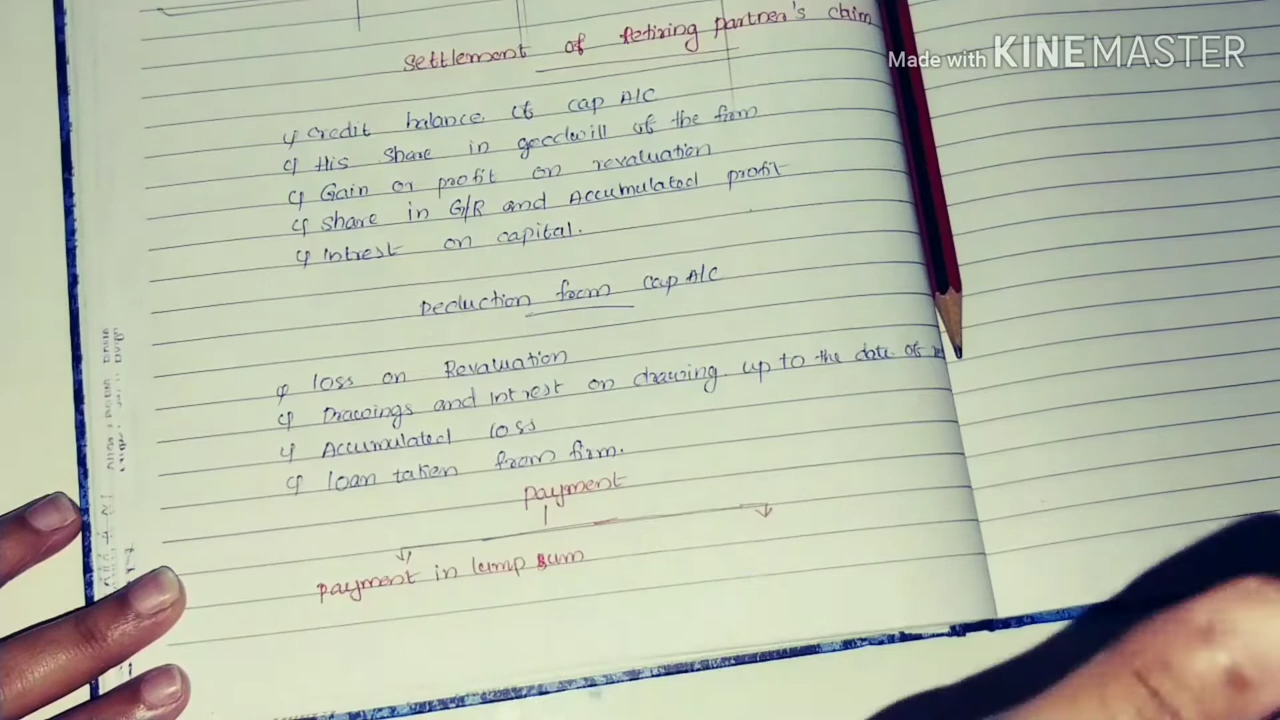 Made with KINEMASTER
Settlement of Retiring partner's claim
Credit balance of cap A/C
His share in goodwill of the firm
Gain or profit on revaluation
share in G/R and Accumulated profit
Intrest on capital.
Deduction from cap A/C
loss on Revaluation
Drawings and intrest on drawing up to the date of
Accumulated loss
loan taken from firm.
payment
payment in lump sum